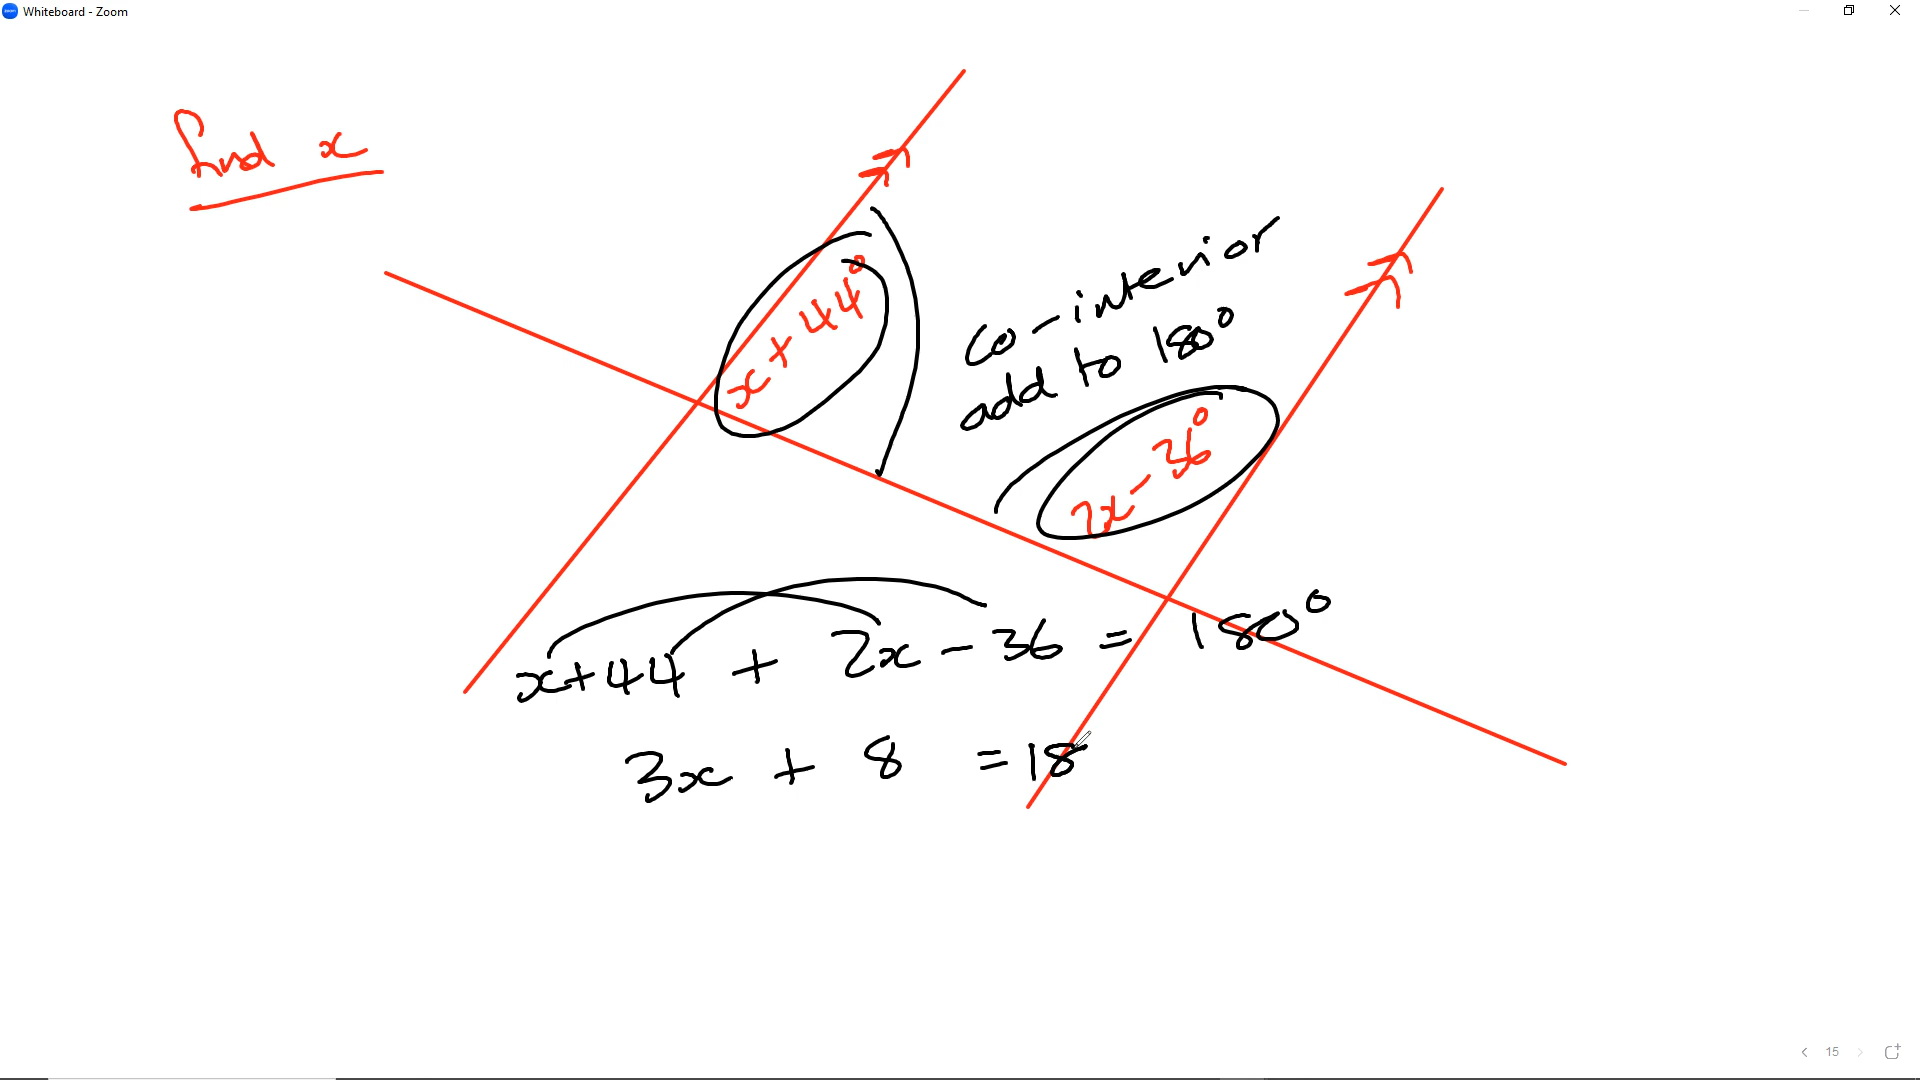 Whiteboard - Zoom
find x
x+44°
Co-interior
add to 180°
2x-36°
x+44 + 2x-36 = 180°
3x + 8 = 18
15